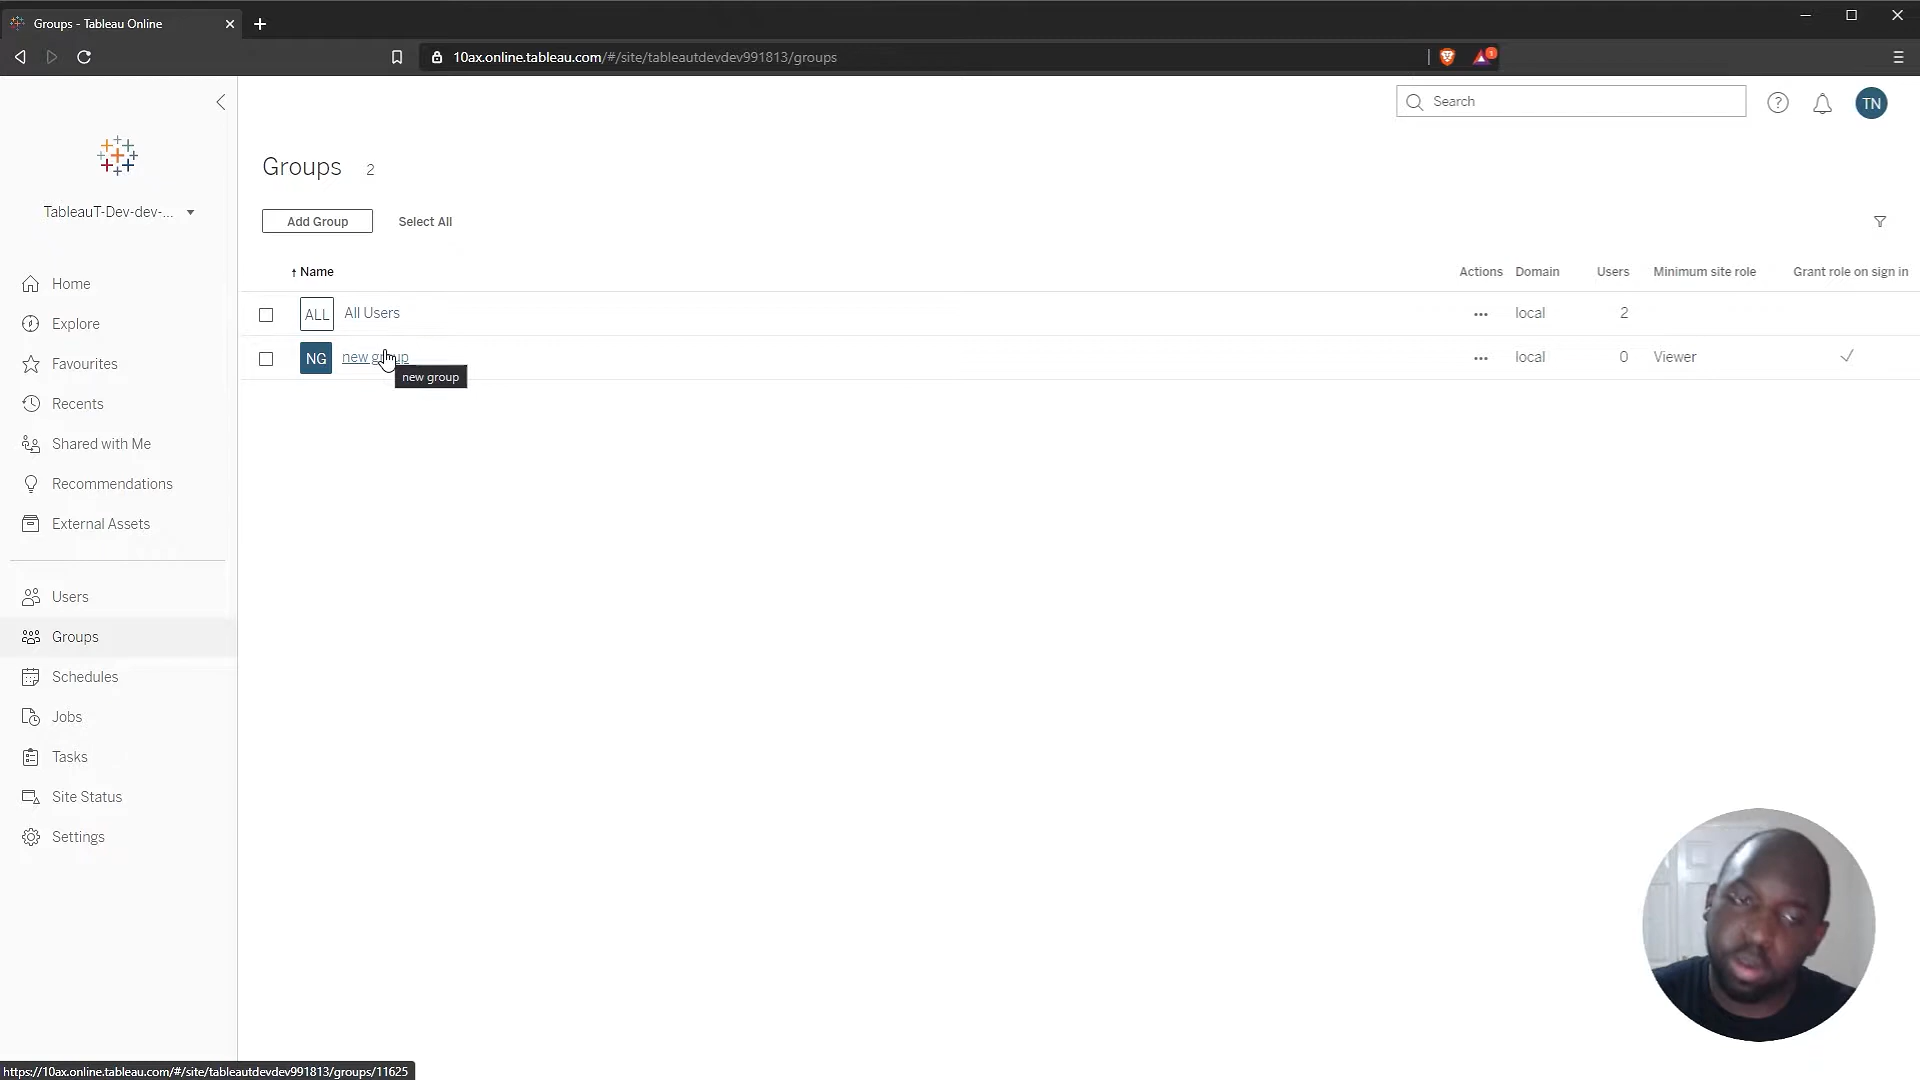 Groups - Tableau Online
10ax.online.tableau.com/#/site/tableautdevdev991813/groups
1
Search
TN
TableauT-Dev-dev-...
Home
Explore
Favourites
Recents
Shared with Me
Recommendations
External Assets
Users
Groups
Schedules
Jobs
Tasks
Site Status
Settings
Groups 2
Add Group Select All
↑ Name Actions Domain Users Minimum site role Grant role on sign in
ALL All Users ... local 2
NG new group ... local 0 Viewer
new group
https://10ax.online.tableau.com/#/site/tableautdevdev991813/groups/11625